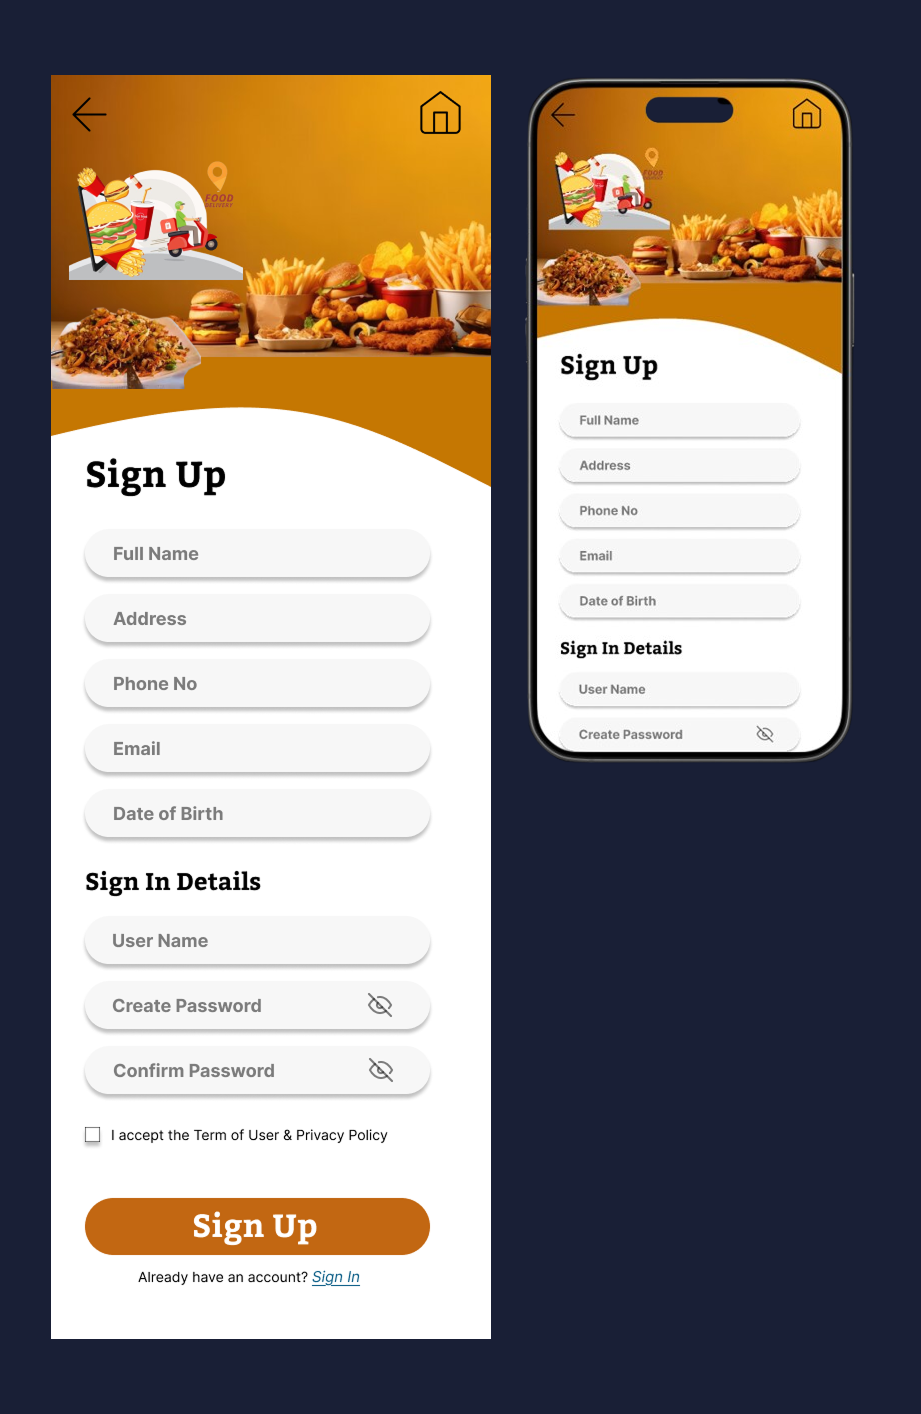 FOOD
DELIVERY
Sign Up
Full Name
Address
Phone No
Email
Date of Birth
Sign In Details
User Name
Create Password
Confirm Password
I accept the Term of User & Privacy Policy
Sign Up
Already have an account? Sign In
FOOD
DELIVERY
Sign Up
Full Name
Address
Phone No
Email
Date of Birth
Sign In Details
User Name
Create Password